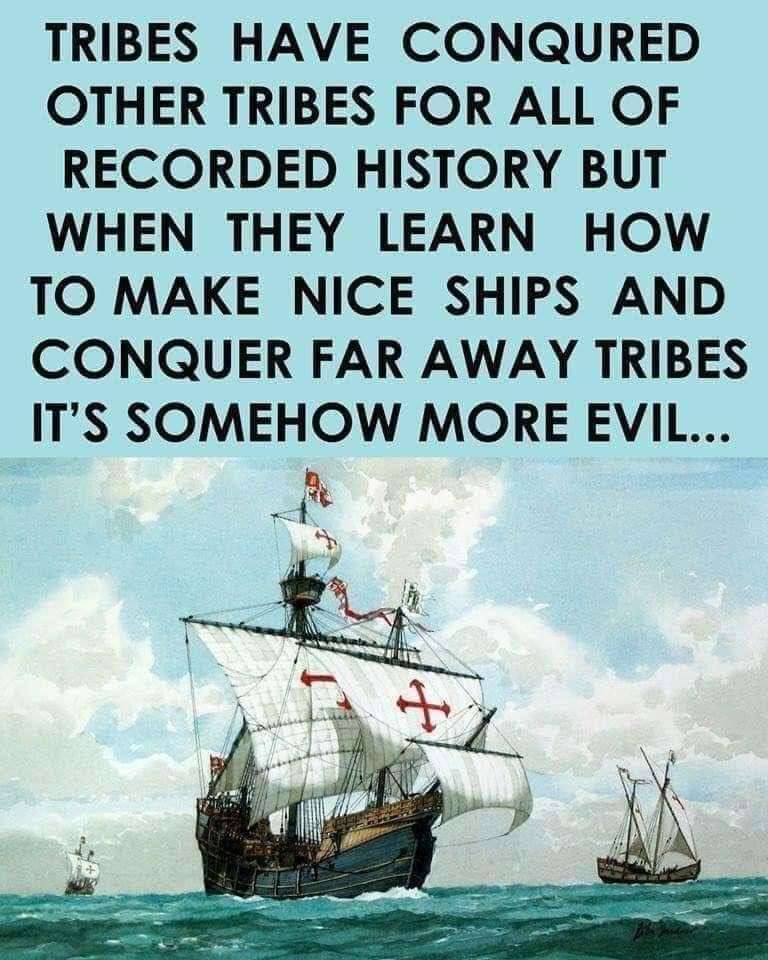 TRIBES HAVE CONQURED
OTHER TRIBES FOR ALL OF
RECORDED HISTORY BUT
WHEN THEY LEARN HOW
TO MAKE NICE SHIPS AND
CONQUER FAR AWAY TRIBES
IT'S SOMEHOW MORE EVIL...